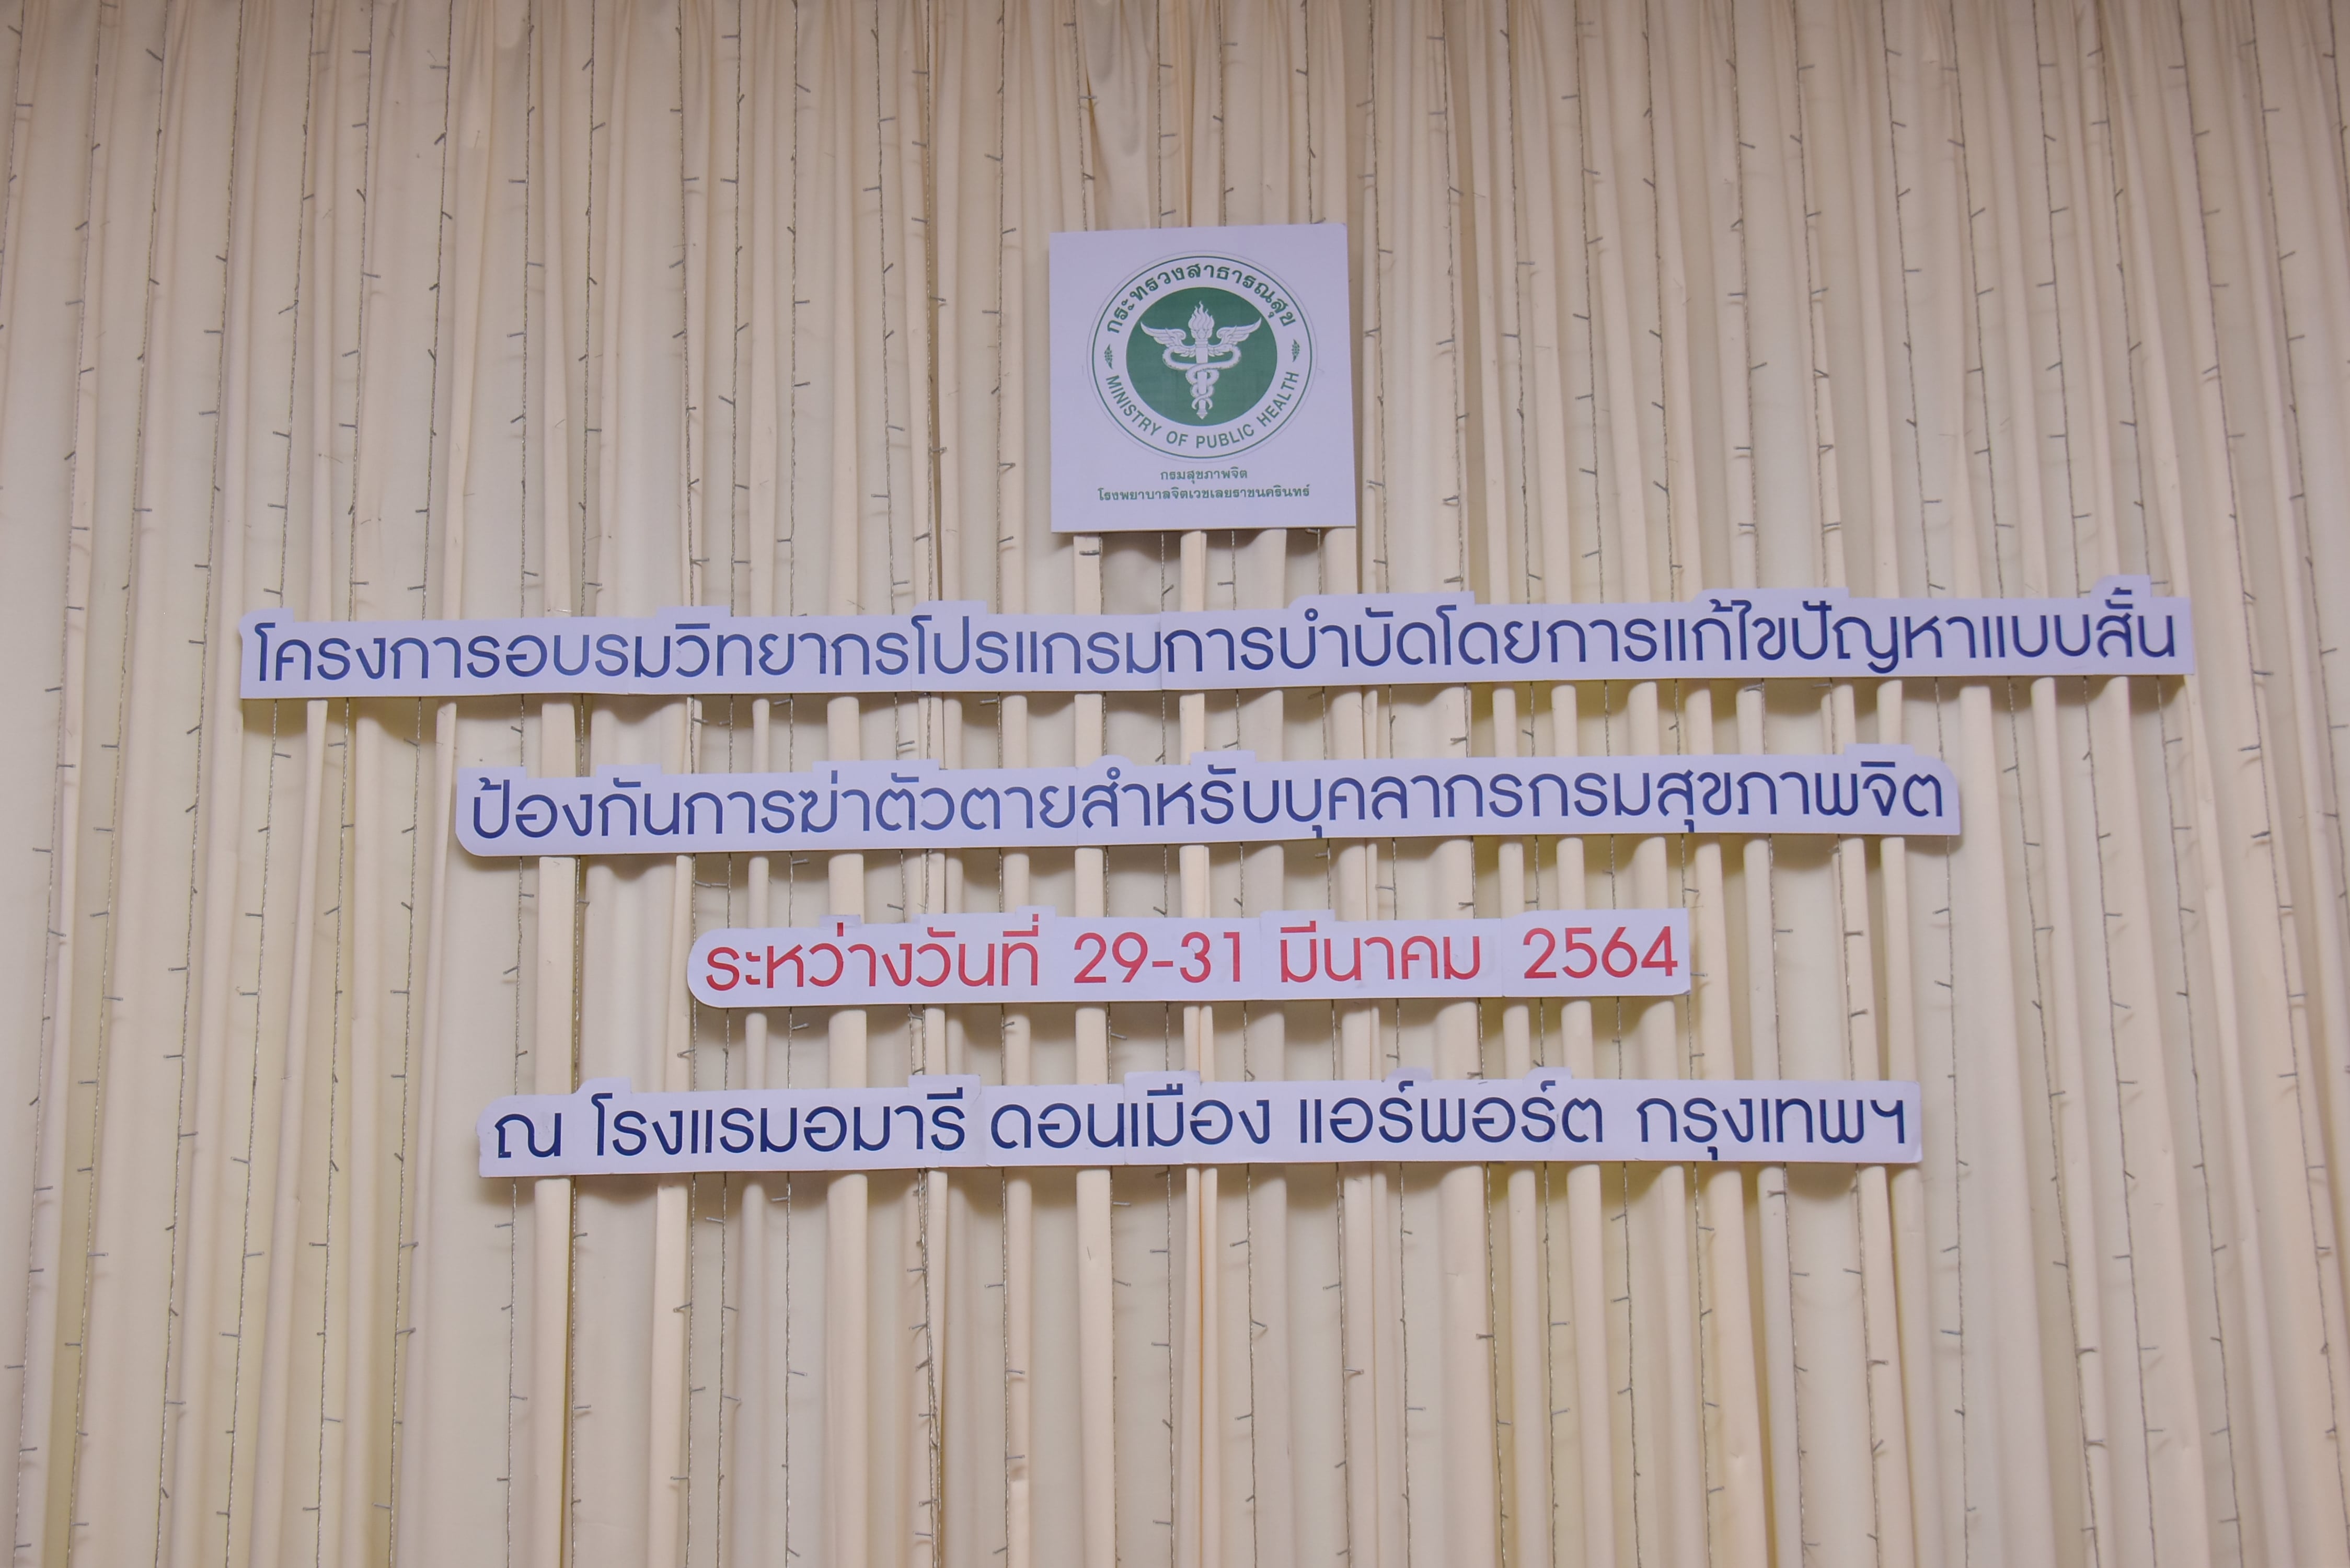 กระทรวงสาธารณสุข
MINISTRY OF PUBLIC HEALTH
กรมสุขภาพจิต
โรงพยาบาลจิตเวชเลยราชนครินทร์
โครงการอบรมวิทยากรโปรแกรมการบำบัดโดยการแก้ไขปัญหาแบบสั้น
ป้องกันการฆ่าตัวตายสำหรับบุคลากรกรมสุขภาพจิต
ระหว่างวันที่ 29-31 มีนาคม 2564
ณ โรงแรมอมารี ดอนเมือง แอร์พอร์ต กรุงเทพฯ